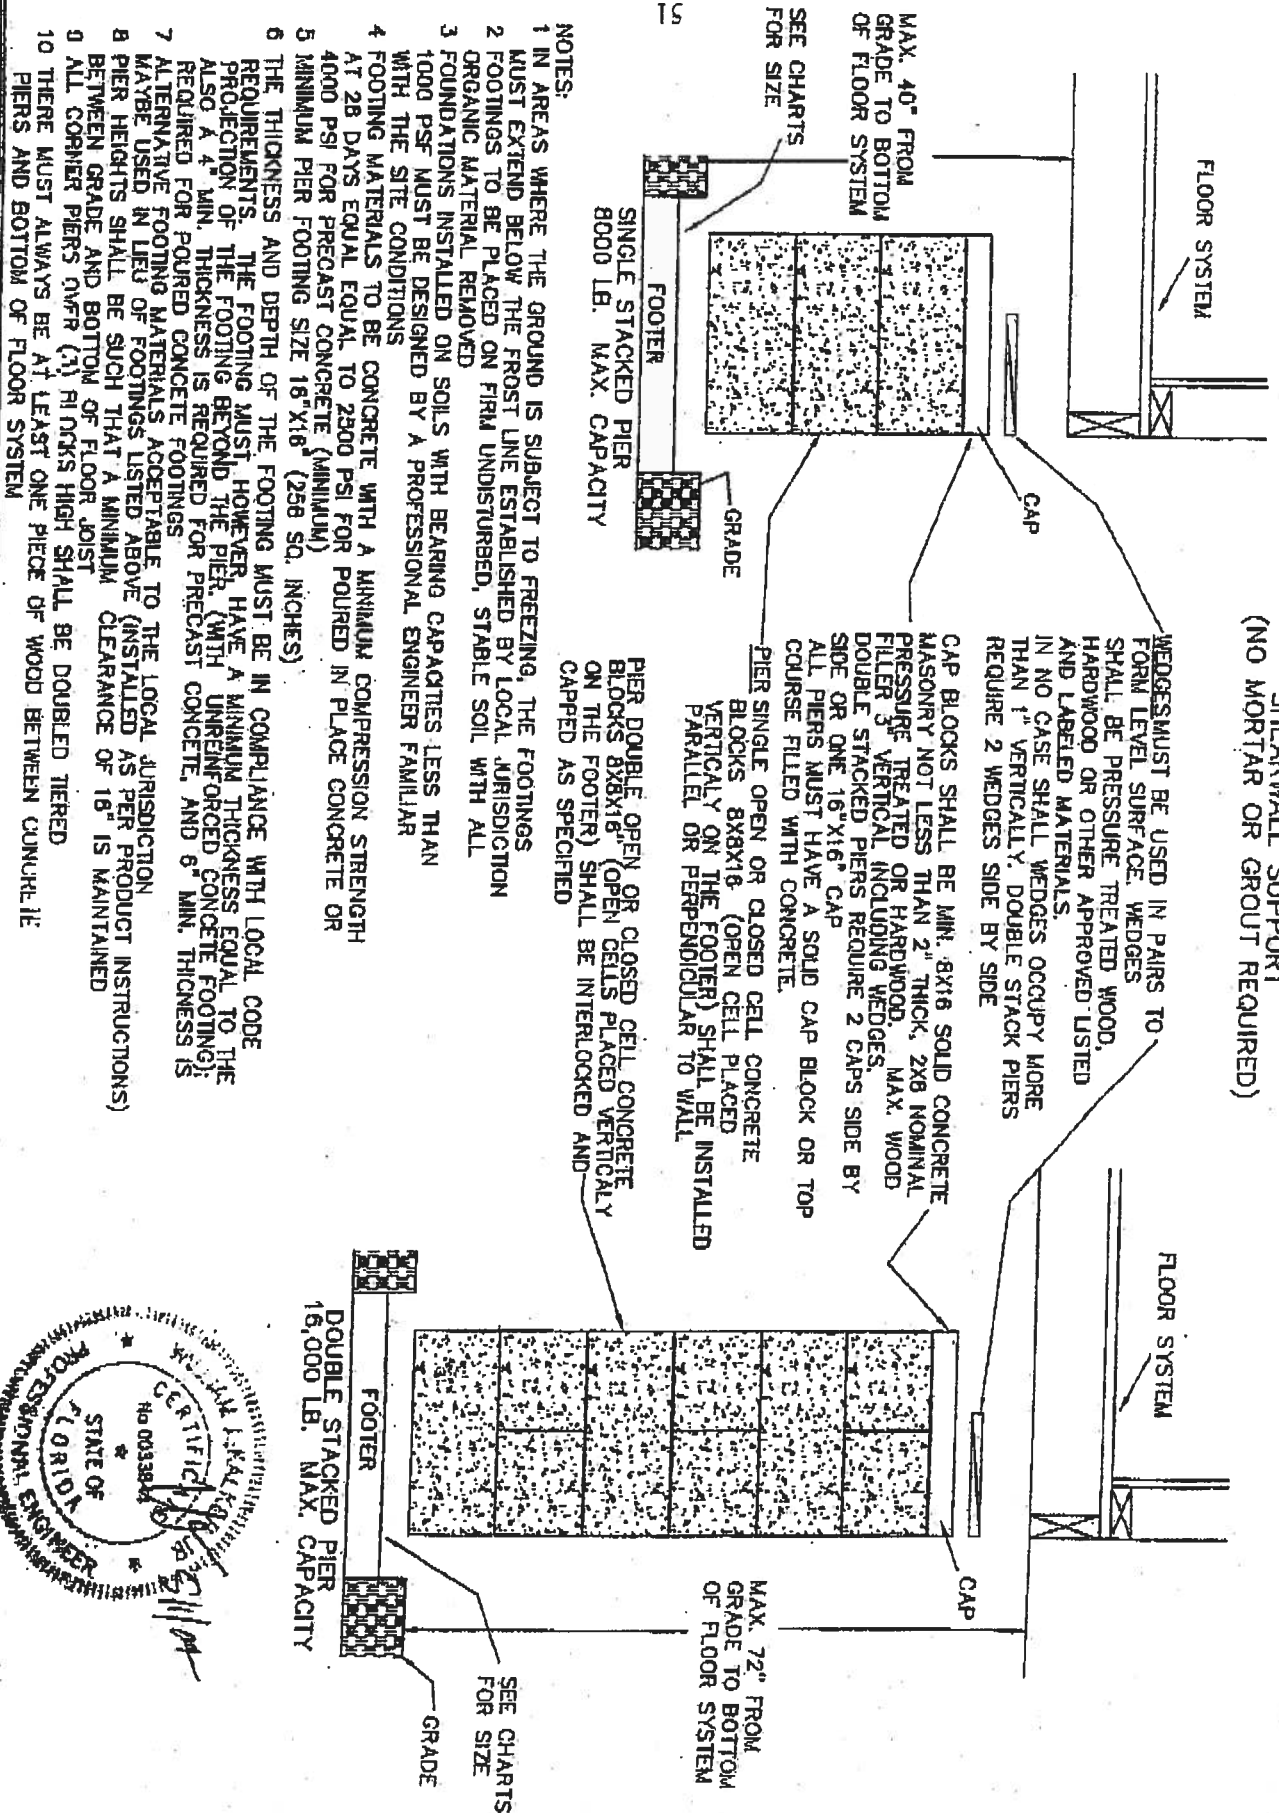 SHEARWALL SUPPORT
(NO MORTAR OR GROUT REQUIRED)
FLOOR SYSTEM
MAX. 40" FROM
GRADE TO BOTTOM
OF FLOOR SYSTEM
SEE CHARTS
FOR SIZE
CAP
GRADE
FOOTER
SINGLE STACKED PIER
8000 LB. MAX. CAPACITY
WEDGES MUST BE USED IN PAIRS TO
FORM LEVEL SURFACE. WEDGES
SHALL BE PRESSURE TREATED WOOD,
HARDWOOD OR OTHER APPROVED LISTED
AND LABELED MATERIALS.
IN NO CASE SHALL WEDGES OCCUPY MORE
THAN 1" VERTICALLY. DOUBLE STACK PIERS
REQUIRE 2 WEDGES SIDE BY SIDE
CAP BLOCKS SHALL BE MIN. 8X16 SOLID CONCRETE
MASONRY NOT LESS THAN 2" THICK, 2X8 NOMINAL
PRESSURE TREATED OR HARDWOOD. MAX. WOOD
FILLER 3" VERTICAL INCLUDING WEDGES.
DOUBLE STACKED PIERS REQUIRE 2 CAPS SIDE BY
SIDE OR ONE 16"X16" CAP
ALL PIERS MUST HAVE A SOLID CAP BLOCK OR TOP
COURSE FILLED WITH CONCRETE.
PIER SINGLE OPEN OR CLOSED CELL CONCRETE
BLOCKS 8X8X16 (OPEN CELL PLACED
VERTICALY ON THE FOOTER) SHALL BE INSTALLED
PARALLEL OR PERPENDICULAR TO WALL
PIER DOUBLE OPEN OR CLOSED CELL CONCRETE
BLOCKS 8X8X16" (OPEN CELLS PLACED VERTICALY
ON THE FOOTER) SHALL BE INTERLOCKED AND
CAPPED AS SPECIFIED
FLOOR SYSTEM
CAP
MAX. 72" FROM
GRADE TO BOTTOM
OF FLOOR SYSTEM
SEE CHARTS
FOR SIZE
GRADE
FOOTER
DOUBLE STACKED PIER
16,000 LB. MAX. CAPACITY
NOTES:
1 IN AREAS WHERE THE GROUND IS SUBJECT TO FREEZING, THE FOOTINGS
MUST EXTEND BELOW THE FROST LINE ESTABLISHED BY LOCAL JURISDICTION
2 FOOTINGS TO BE PLACED ON FIRM UNDISTURBED, STABLE SOIL WITH ALL
ORGANIC MATERIAL REMOVED
3 FOUNDATIONS INSTALLED ON SOILS WITH BEARING CAPACITIES LESS THAN
1000 PSF MUST BE DESIGNED BY A PROFESSIONAL ENGINEER FAMILIAR
WITH THE SITE CONDITIONS
4 FOOTING MATERIALS TO BE CONCRETE WITH A MINIMUM COMPRESSION STRENGTH
AT 28 DAYS EQUAL EQUAL TO 2500 PSI FOR POURED IN PLACE CONCRETE OR
4000 PSI FOR PRECAST CONCRETE (MINIMUM)
5 MINIMUM PIER FOOTING SIZE 16"X16" (256 SQ. INCHES)
6 THE THICKNESS AND DEPTH OF THE FOOTING MUST BE IN COMPLIANCE WITH LOCAL CODE
REQUIREMENTS. THE FOOTING MUST, HOWEVER, HAVE A MINIMUM THICKNESS EQUAL TO THE
PROJECTION OF THE FOOTING BEYOND THE PIER. (WITH UNREINFORCED CONCETE FOOTING);
ALSO A 4" MIN. THICKNESS IS REQUIRED FOR PRECAST CONCETE, AND 6" MIN. THICNESS IS
REQUIRED FOR POURED CONCRETE FOOTINGS
7 ALTERNATIVE FOOTING MATERIALS ACCEPTABLE TO THE LOCAL JURISDICTION
MAYBE USED IN LIEU OF FOOTINGS LISTED ABOVE (INSTALLED AS PER PRODUCT INSTRUCTIONS)
8 PIER HEIGHTS SHALL BE SUCH THAT A MINIMUM CLEARANCE OF 18" IS MAINTAINED
BETWEEN GRADE AND BOTTOM OF FLOOR JOIST
9 ALL CORNER PIERS OVER (3) BLOCKS HIGH SHALL BE DOUBLED TIERED
10 THERE MUST ALWAYS BE AT LEAST ONE PIECE OF WOOD BETWEEN CONCRETE
PIERS AND BOTTOM OF FLOOR SYSTEM
CERTIFIC
No 003384
STATE OF
FLORIDA
PROFESSIONAL ENGINEER
51